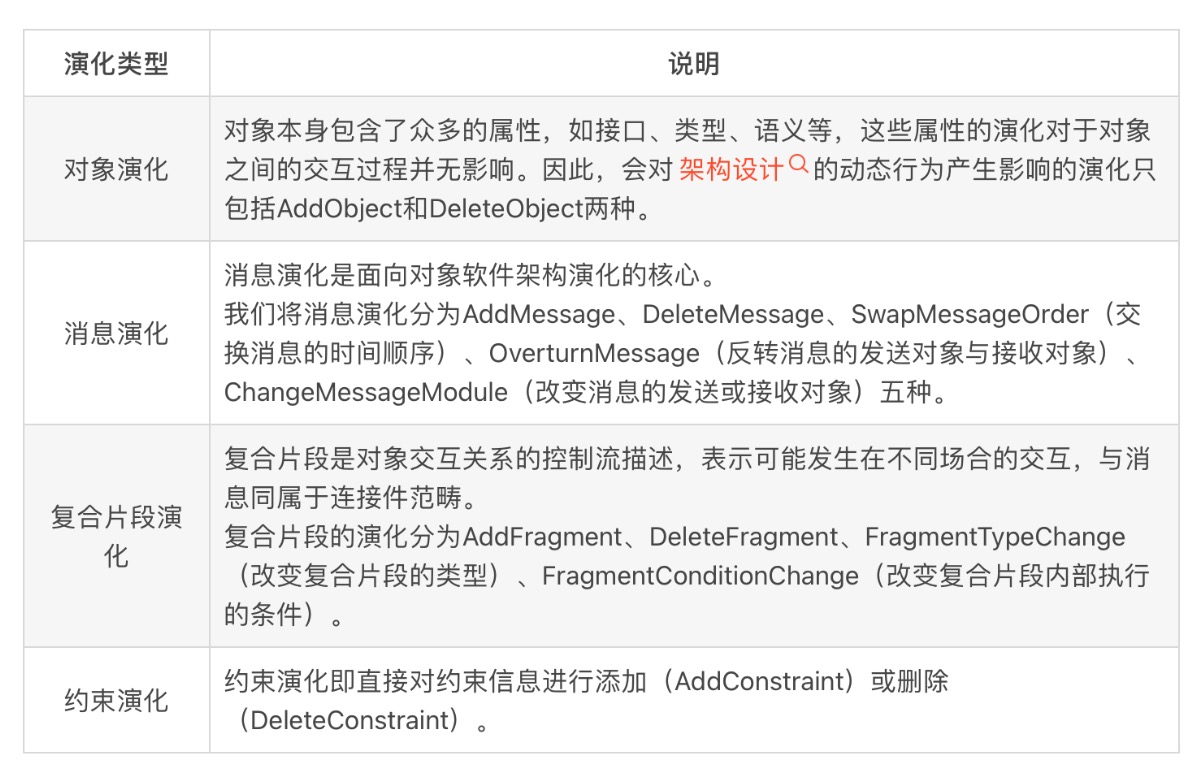 演化类型
说明
对象演化
对象本身包含了众多的属性，如接口、类型、语义等，这些属性的演化对于对象
之间的交互过程并无影响。因此，会对 架构设计 的动态行为产生影响的演化只
包括AddObject和DeleteObject两种。
消息演化
消息演化是面向对象软件架构演化的核心。
我们将消息演化分为AddMessage、DeleteMessage、SwapMessageOrder（交
换消息的时间顺序）、OverturnMessage（反转消息的发送对象与接收对象）、
ChangeMessageModule（改变消息的发送或接收对象）五种。
复合片段演
化
复合片段是对象交互关系的控制流描述，表示可能发生在不同场合的交互，与消
息同属于连接件范畴。
复合片段的演化分为AddFragment、DeleteFragment、FragmentTypeChange
（改变复合片段的类型）、FragmentConditionChange（改变复合片段内部执行
的条件）。
约束演化
约束演化即直接对约束信息进行添加（AddConstraint）或删除
（DeleteConstraint）。